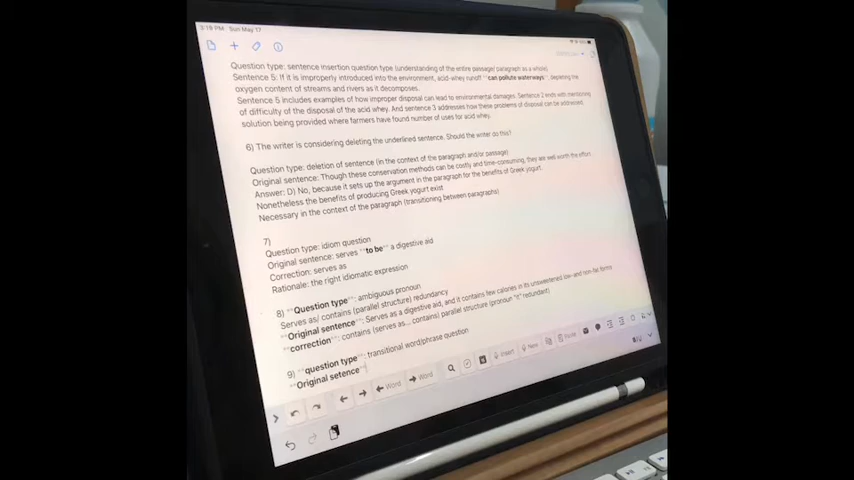 3:19 PM Sun May 17
Question type: sentence insertion question type (understanding of the entire passage/ paragraph as a whole)
Sentence 5: If it is improperly introduced into the environment, acid-whey runoff **can pollute waterways**, depleting the
oxygen content of streams and rivers as it decomposes.
Sentence 5 includes examples of how improper disposal can lead to environmental damages. Sentence 2 ends with mentioning
of difficulty of the disposal of the acid whey. And sentence 3 addresses how these problems of disposal can be addressed,
solution being provided where farmers have found number of uses for acid whey.
6) The writer is considering deleting the underlined sentence. Should the writer do this?
Question type: deletion of sentence (in the context of the paragraph and/or passage)
Original sentence: Though these conservation methods can be costly and time-consuming, they are well worth the effort.
Answer: D) No, because it sets up the argument in the paragraph for the benefits of Greek yogurt.
Nonetheless the benefits of producing Greek yogurt exist
Necessary in the context of the paragraph (transitioning between paragraphs)
7)
Question type: idiom question
Original sentence: serves **to be** a digestive aid
Correction: serves as
Rationale: the right idiomatic expression
8) **Question type**: ambiguous pronoun
Serves as/ contains (parallel structure) redundancy
**Original sentence**: Serves as a digestive aid, and it contains few calories in its unsweetened low-and non-fat forms
**correction**: contains (serves as... contains) parallel structure (pronoun "it" redundant)
9) **question type**: transitional word/phrase question
**Original setence**
← Word → Word Insert New Paste
B I U